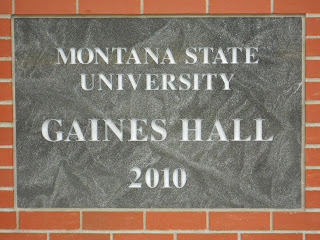 MONTANA STATE
UNIVERSITY
GAINES HALL
2010